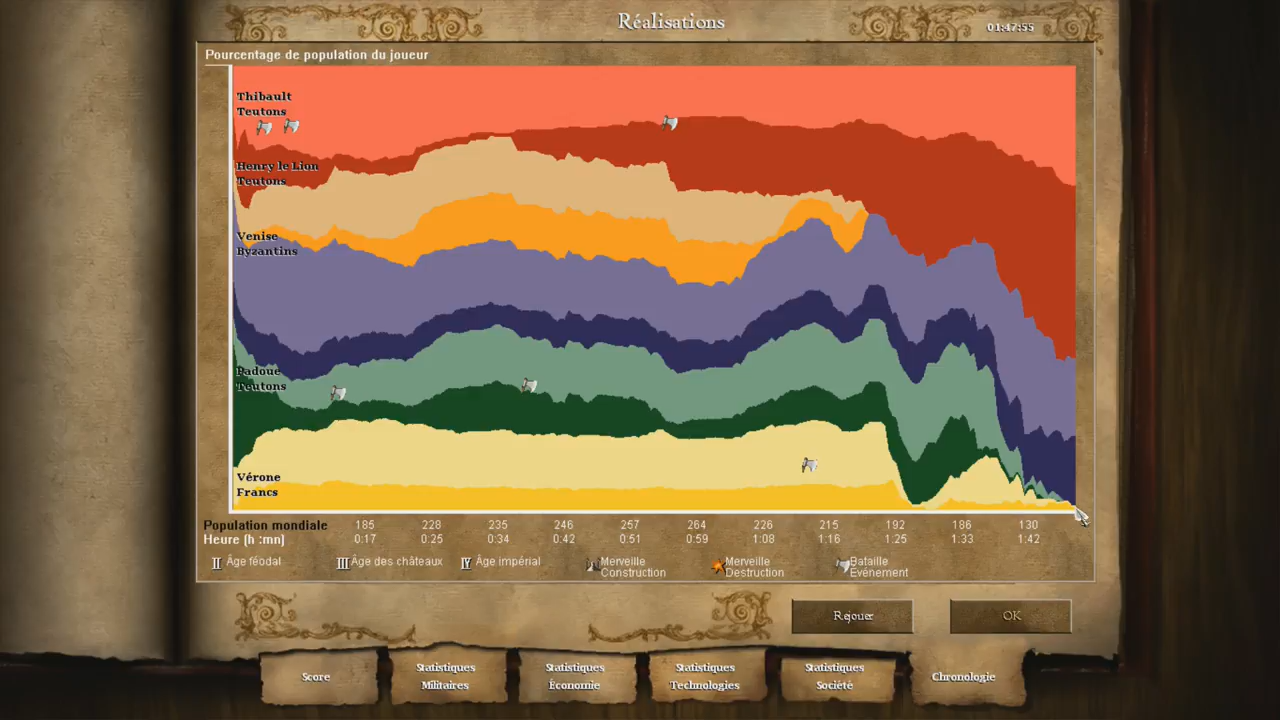 Réalisations
01:47:55
Pourcentage de population du joueur
Thibault
Teutons
Henry le Lion
Teutons
Venise
Byzantins
Padoue
Teutons
Vérone
Francs
Population mondiale 185 228 235 246 257 264 226 215 192 186 130
Heure (h :mn) 0:17 0:25 0:34 0:42 0:51 0:59 1:08 1:16 1:25 1:33 1:42
II Âge féodal III Âge des châteaux IV Âge impérial Merveille Construction Merveille Destruction Bataille Événement
Rejouer OK
Score
Statistiques Militaires
Statistiques Économie
Statistiques Technologies
Statistiques Société
Chronologie